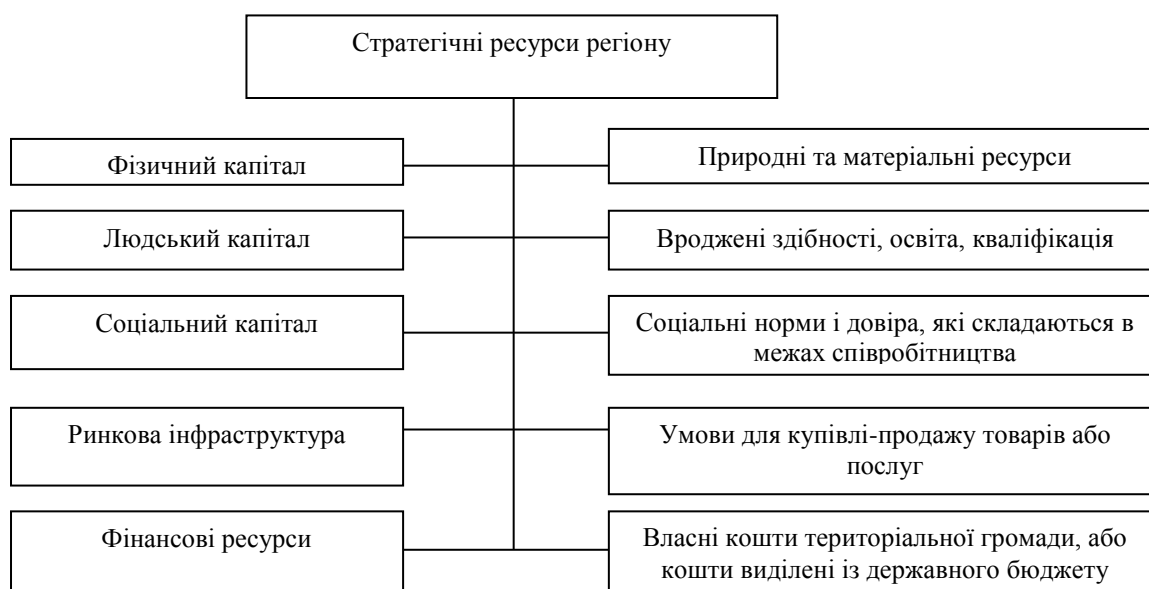 Стратегічні ресурси регіону
Фізичний капітал
Природні та матеріальні ресурси
Людський капітал
Вроджені здібності, освіта, кваліфікація
Соціальний капітал
Соціальні норми і довіра, які складаються в
межах співробітництва
Ринкова інфраструктура
Умови для купівлі-продажу товарів або
послуг
Фінансові ресурси
Власні кошти територіальної громади, або
кошти виділені із державного бюджету